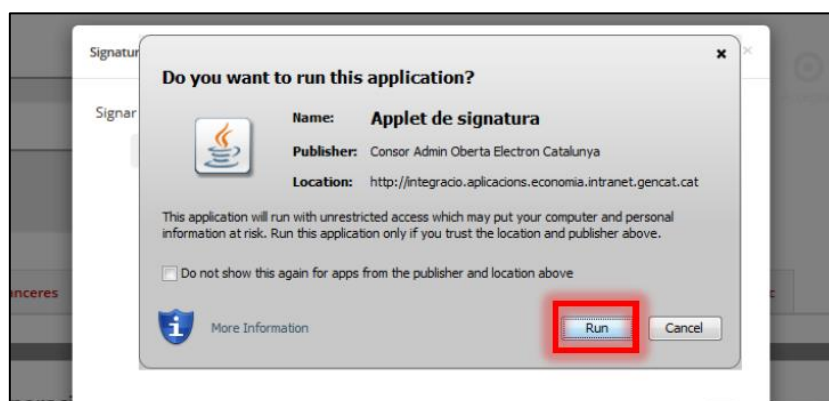 Signatur
Do you want to run this application?
Signar
Name: Applet de signatura
Publisher: Consor Admin Oberta Electron Catalunya
Location: http://integracio.aplicacions.economia.intranet.gencat.cat
This application will run with unrestricted access which may put your computer and personal
information at risk. Run this application only if you trust the location and publisher above.
Do not show this again for apps from the publisher and location above
anceres
More Information
Run
Cancel